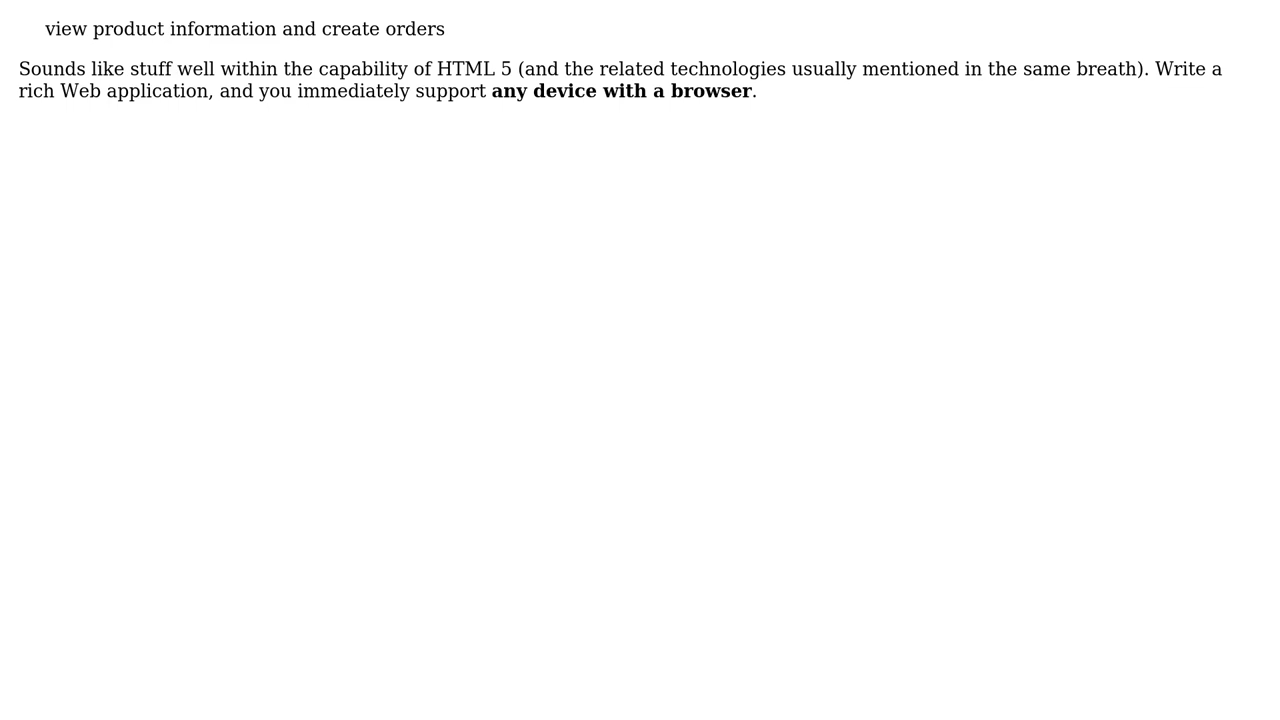 view product information and create orders
Sounds like stuff well within the capability of HTML 5 (and the related technologies usually mentioned in the same breath). Write a
rich Web application, and you immediately support any device with a browser.